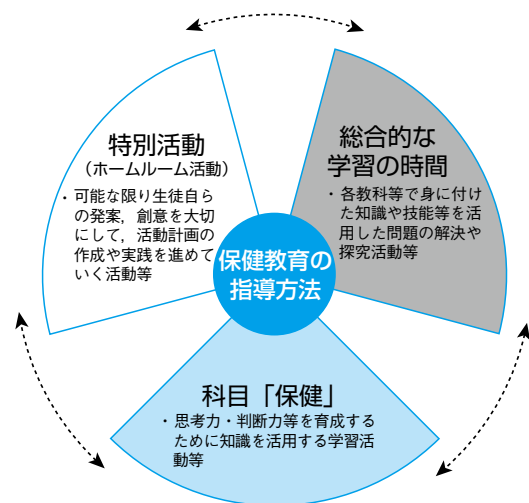 特別活動
（ホームルーム活動）
・可能な限り生徒自ら
の発案，創意を大切
にして，活動計画の
作成や実践を進めて
いく活動等
総合的な
学習の時間
・各教科等で身に付け
た知識や技能等を活
用した問題の解決や
探究活動等
保健教育の
指導方法
科目「保健」
・思考力・判断力等を育成する
ために知識を活用する学習活
動等